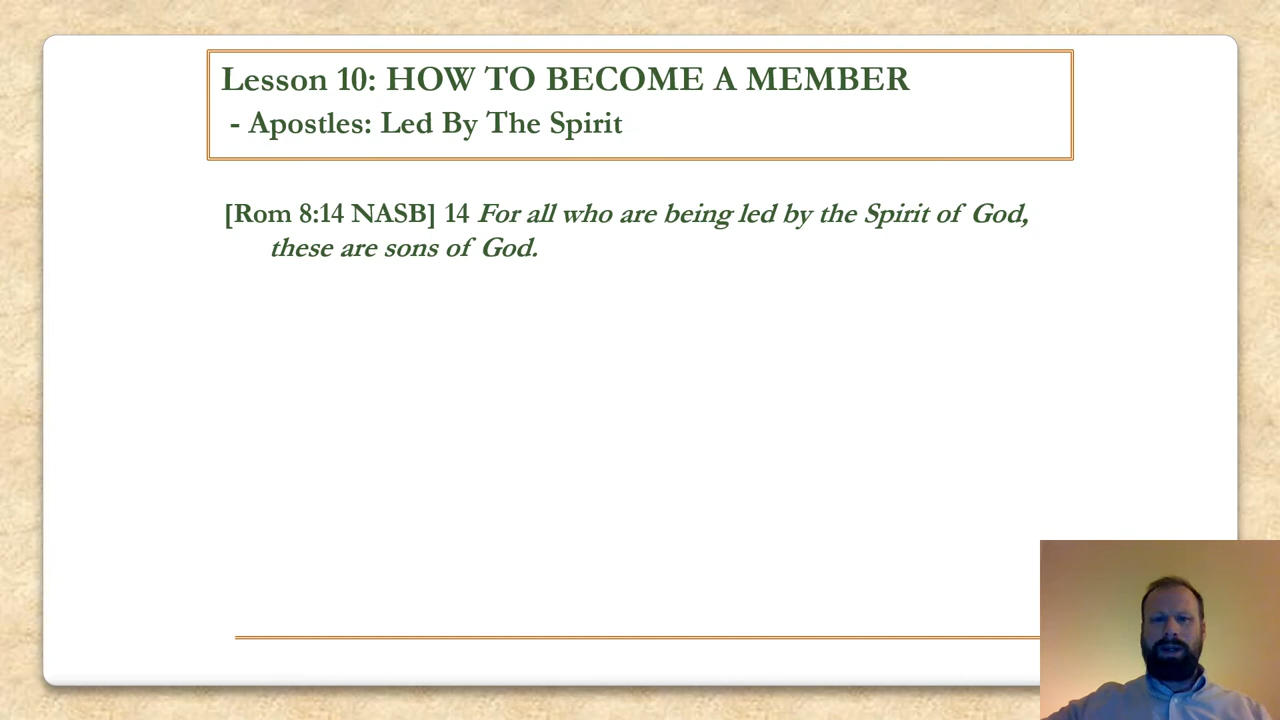 Lesson 10: HOW TO BECOME A MEMBER
- Apostles: Led By The Spirit
[Rom 8:14 NASB] 14 For all who are being led by the Spirit of God,
these are sons of God.